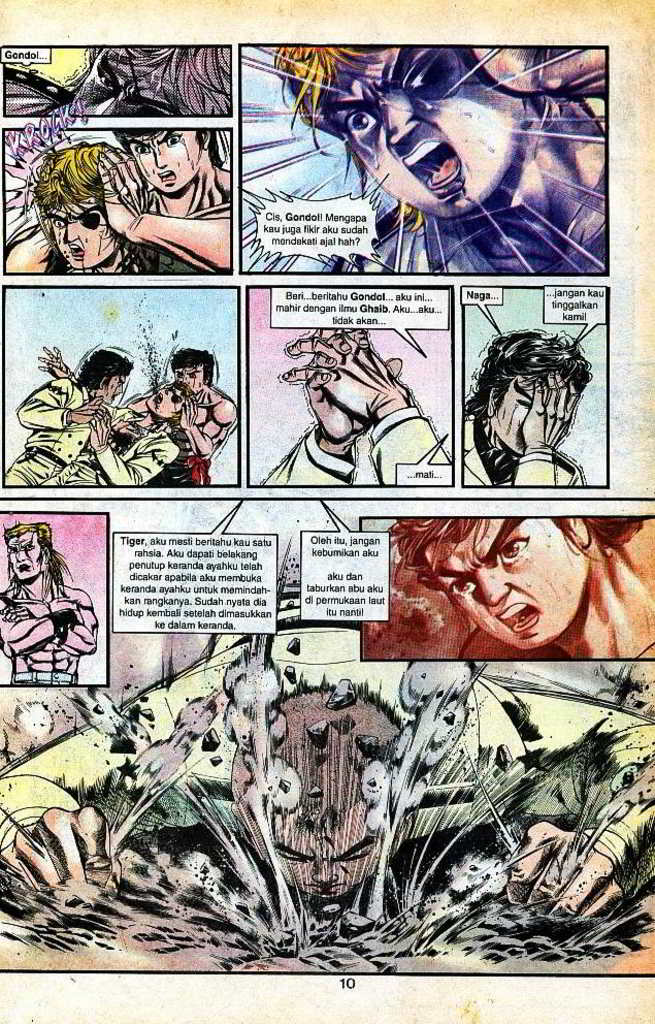 Gondol...
KROAK!
Cis, Gondol! Mengapa
kau juga fikir aku sudah
mendekati ajal hah?
Beri...beritahu Gondol... aku ini...
mahir dengan ilmu Ghaib. Aku...aku...
tidak akan...
...mati...
Naga...
...jangan kau
tinggalkan
kami!
Tiger, aku mesti beritahu kau satu
rahsia. Aku dapati belakang
penutup keranda ayahku telah
dicakar apabila aku membuka
keranda ayahku untuk memindah-
kan rangkanya. Sudah nyata dia
hidup kembali setelah dimasukkan
ke dalam keranda.
Oleh itu, jangan
kebumikan aku
aku dan
taburkan abu aku
di permukaan laut
itu nanti!
10